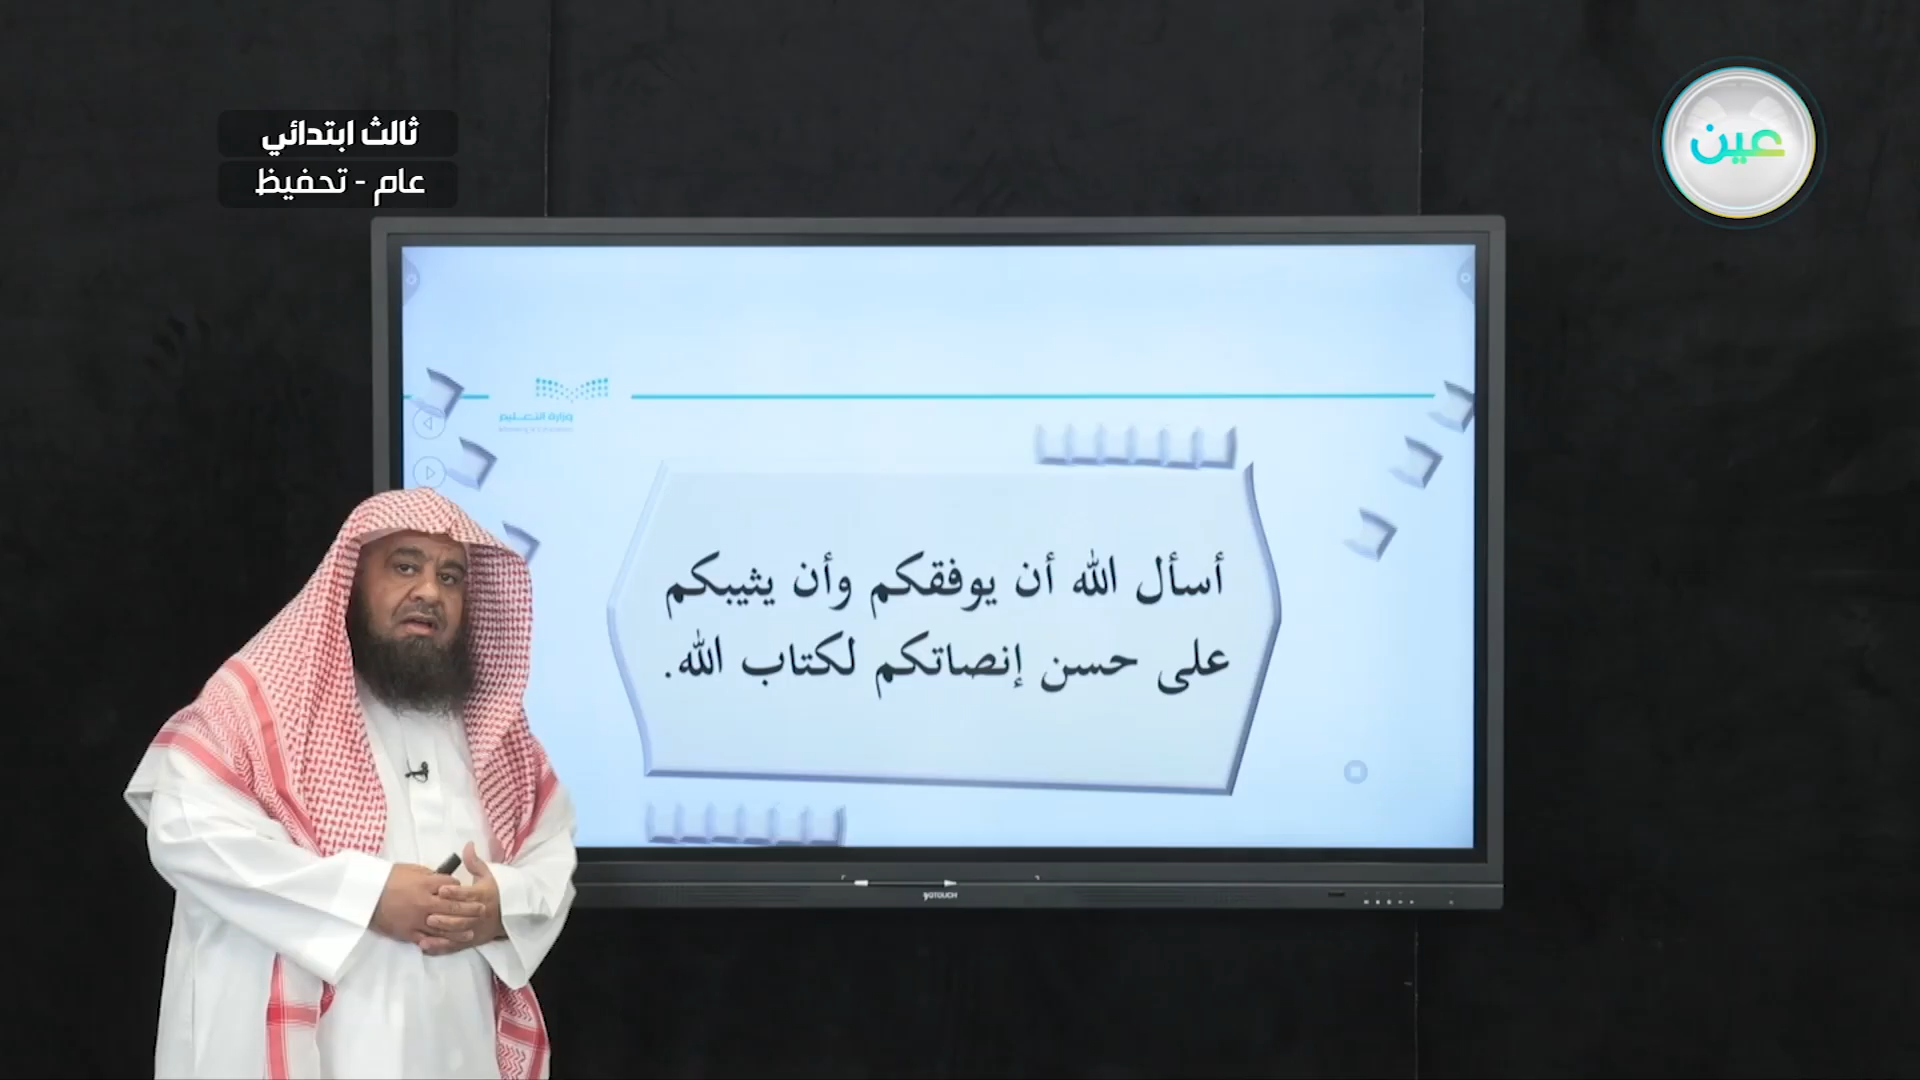 ثالث ابتدائي
عام - تحفيظ
عين
وزارة التعليم
أسأل الله أن يوفقكم وأن يثيبكم
على حسن إنصاتكم لكتاب الله.